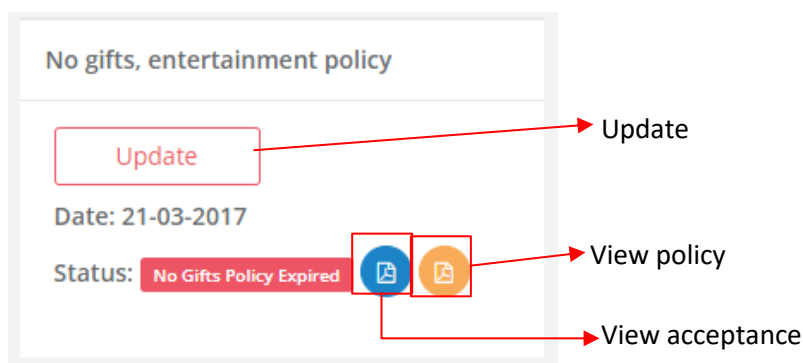 No gifts, entertainment policy
Update
Update
Date: 21-03-2017
View policy
Status: No Gifts Policy Expired
View acceptance